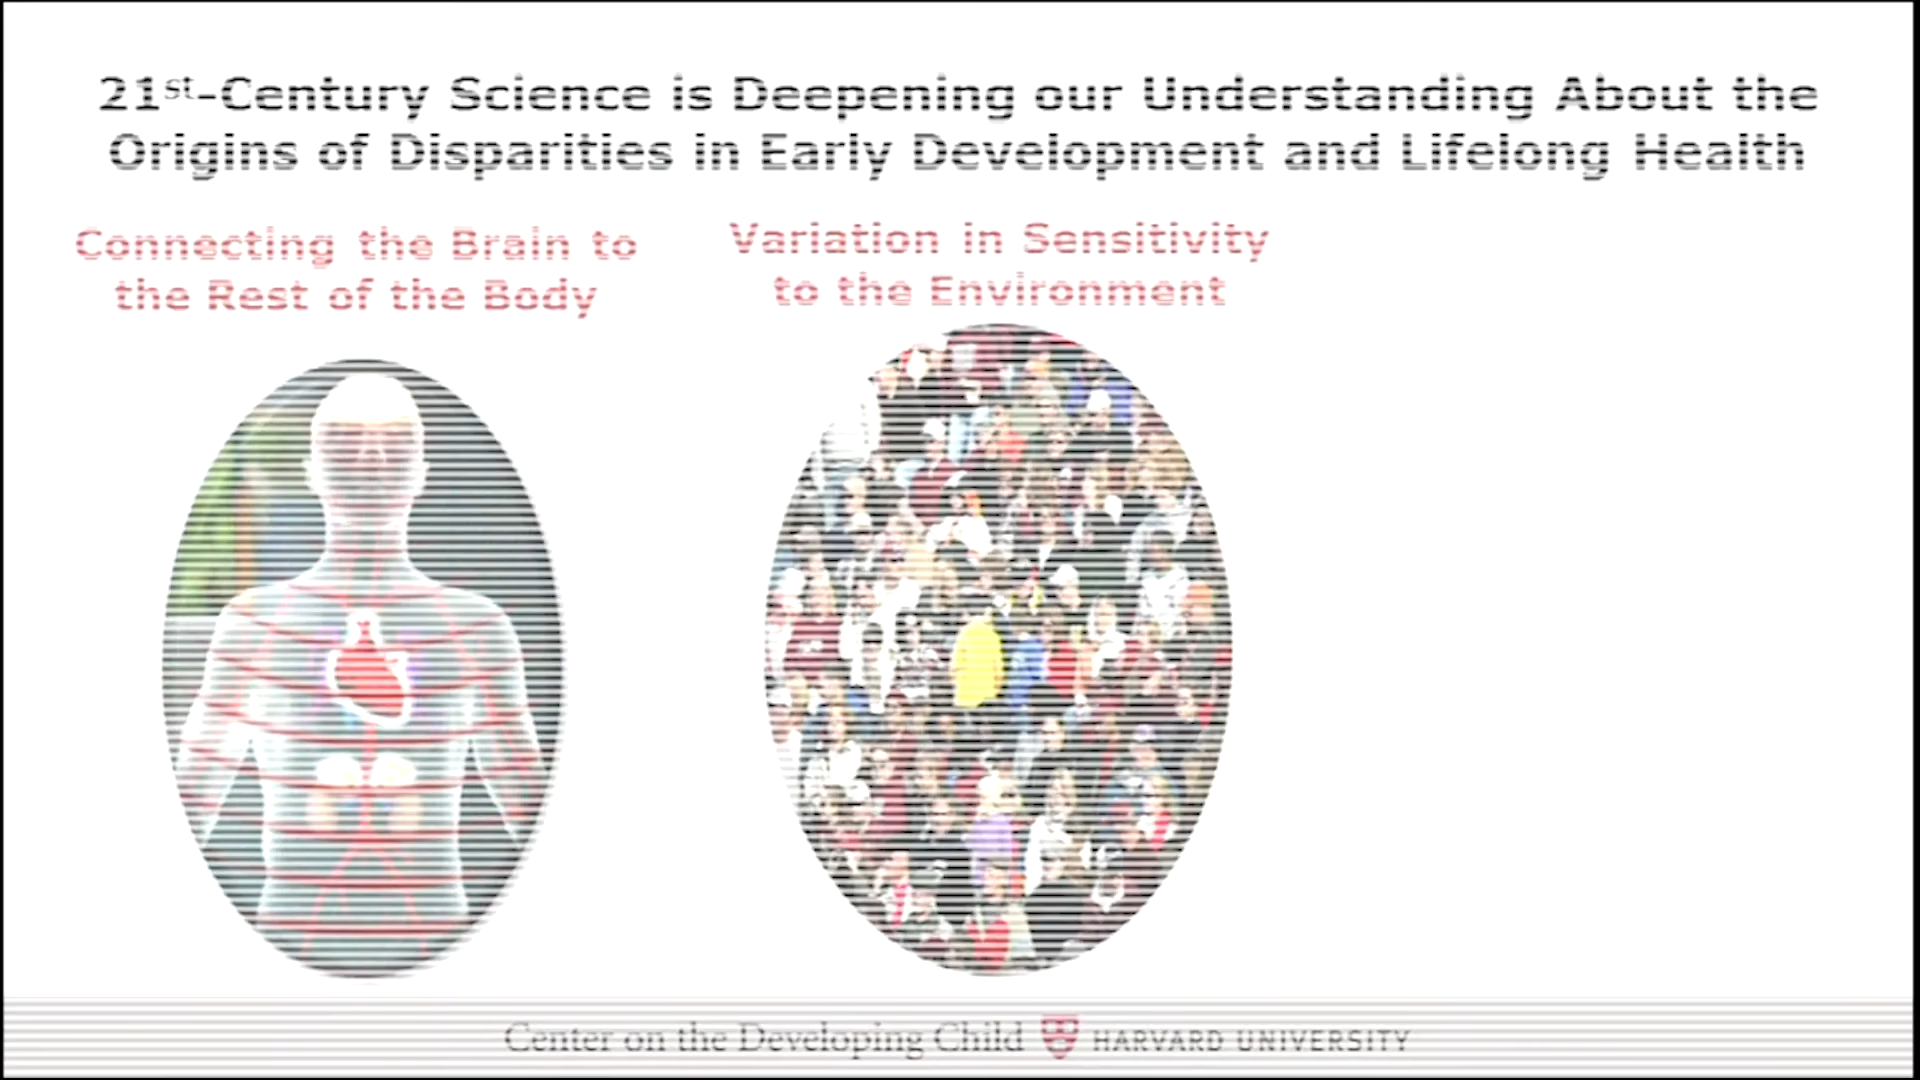 21st-Century Science is Deepening our Understanding About the
Origins of Disparities in Early Development and Lifelong Health
Connecting the Brain to
the Rest of the Body
Variation in Sensitivity
to the Environment
Center on the Developing Child HARVARD UNIVERSITY